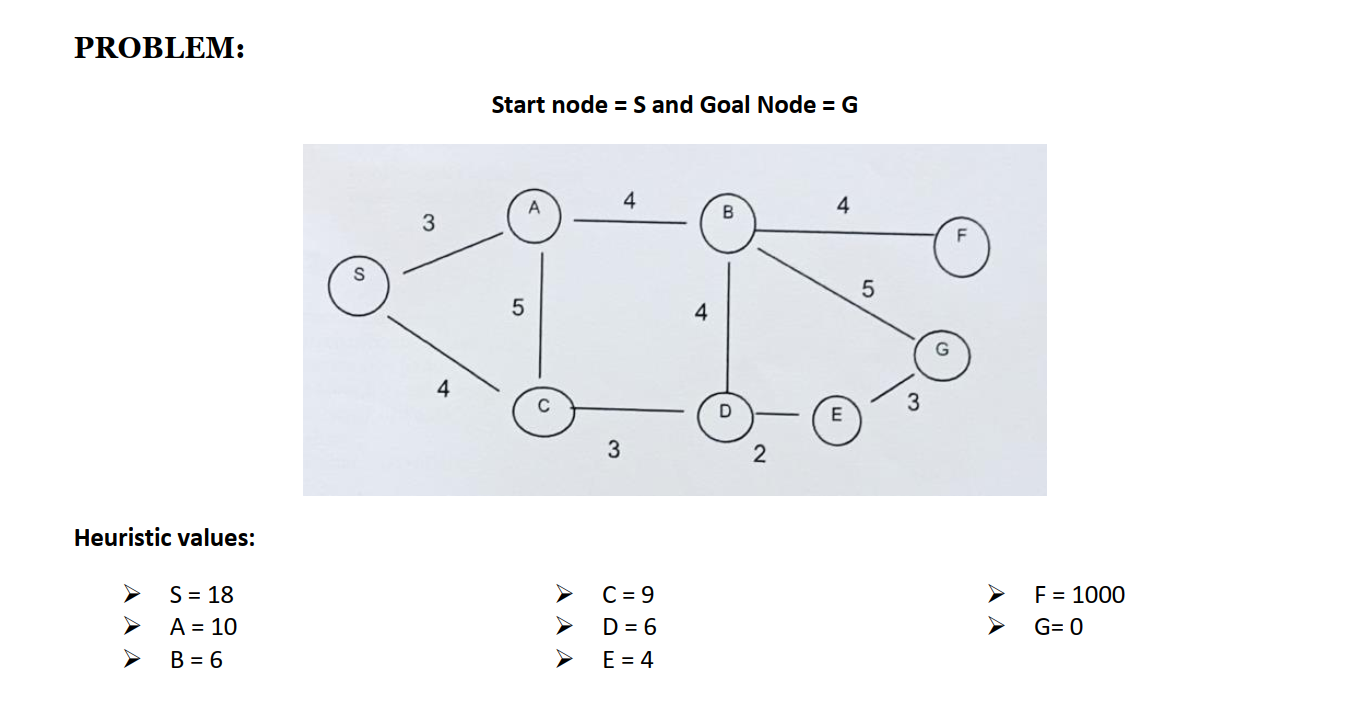 PROBLEM:
Start node = S and Goal Node = G
A
4
B
4
F
3
S
5
4
5
G
4
C
D
E
3
3
2
Heuristic values:
➢ S = 18
➢ A = 10
➢ B = 6
➢ C = 9
➢ D = 6
➢ E = 4
➢ F = 1000
➢ G= 0